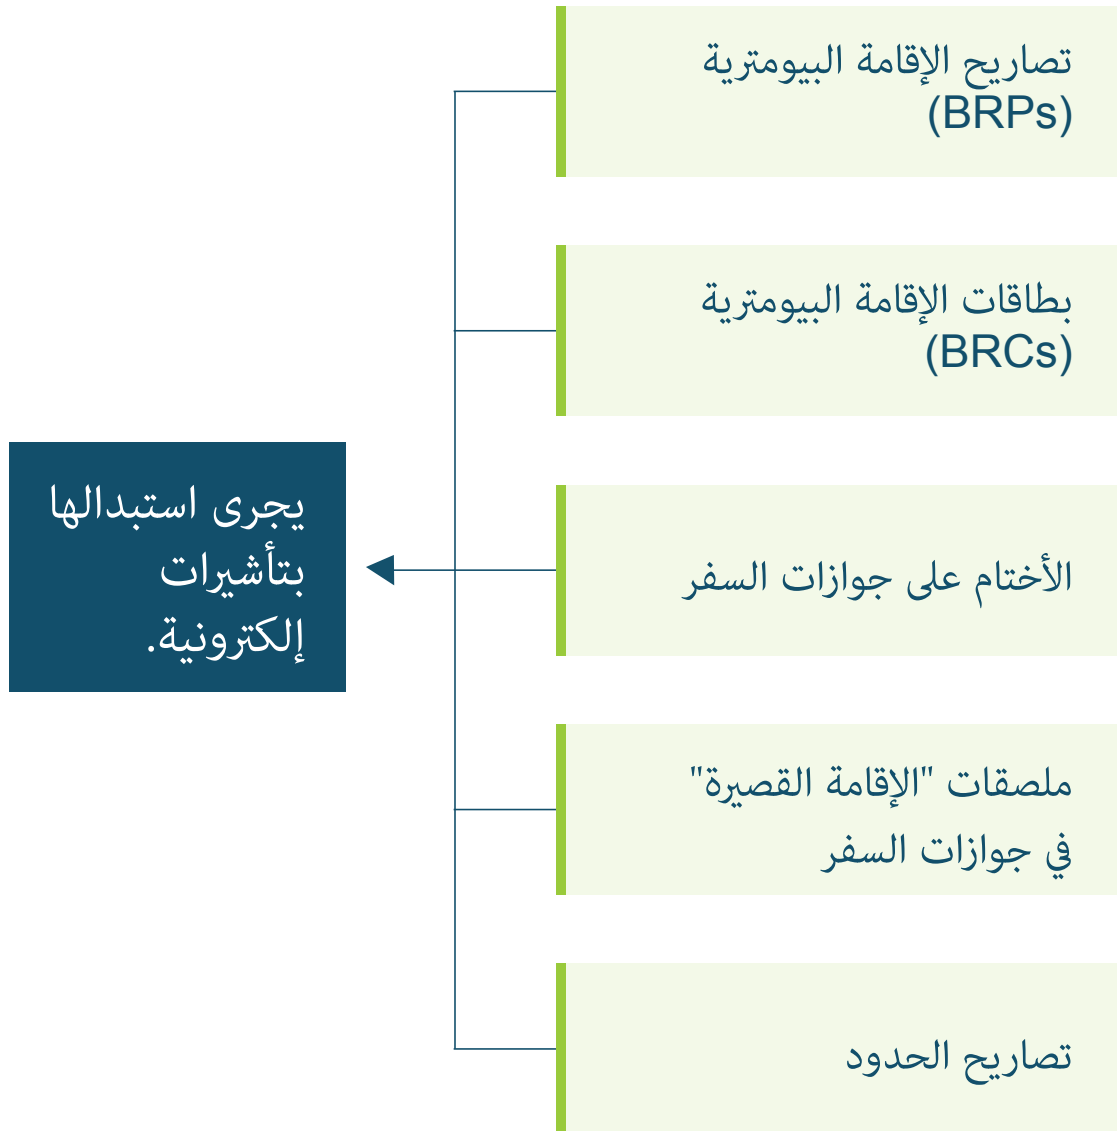 تصاريح الإقامة البيومترية
(BRPs)
بطاقات الإقامة البيومترية
(BRCs)
الأختام على جوازات السفر
ملصقات "الإقامة القصيرة"
في جوازات السفر
تصاريح الحدود
يجرى استبدالها
بتأشيرات
إلكترونية.